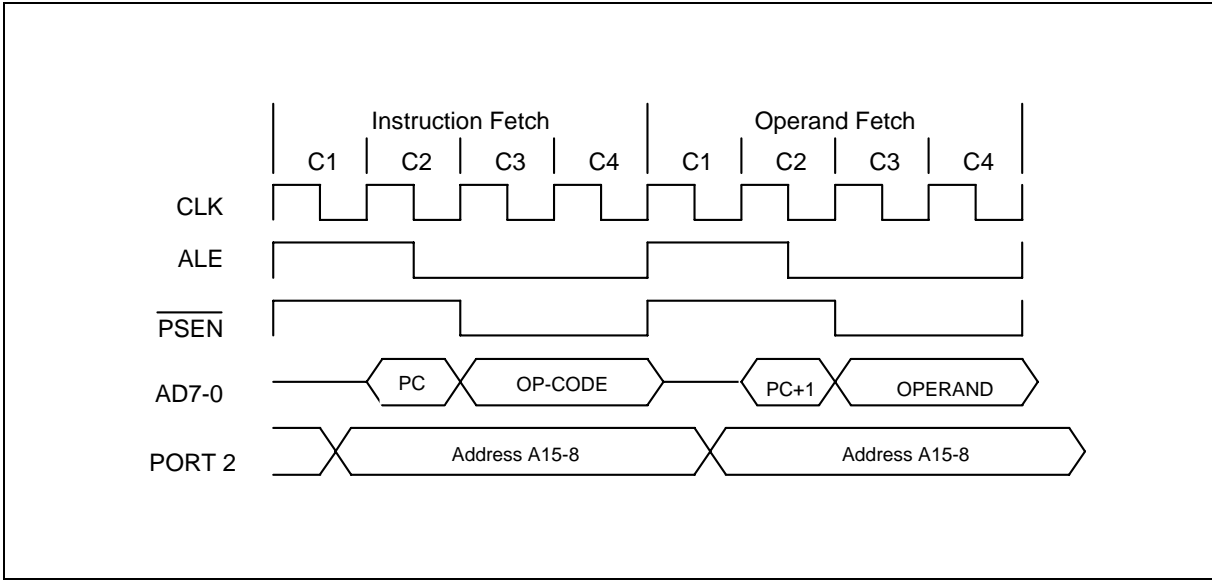 Instruction Fetch Operand Fetch
C1 C2 C3 C4 C1 C2 C3 C4
CLK
ALE
PSEN
AD7-0 PC OP-CODE PC+1 OPERAND
PORT 2 Address A15-8 Address A15-8